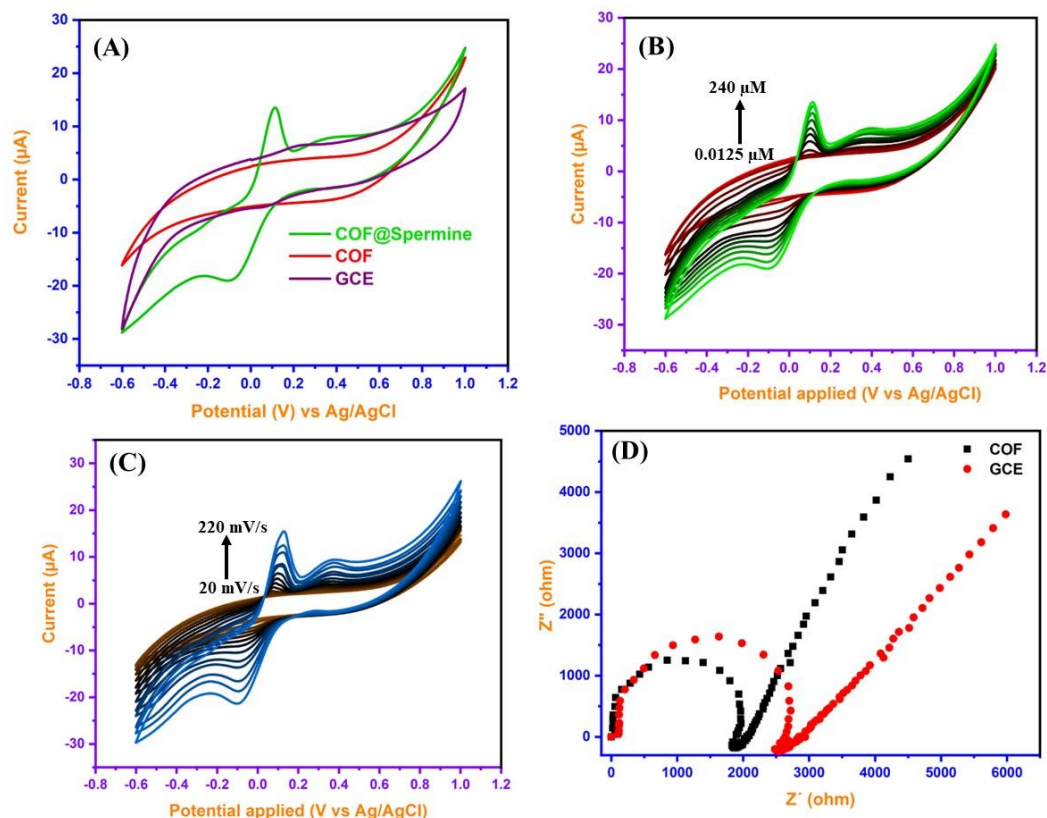 (A)
30
20
10
0
-10
-20
-30
Current (µA)
COF@Spermine
COF
GCE
-0.8 -0.6 -0.4 -0.2 0.0 0.2 0.4 0.6 0.8 1.0 1.2
Potential (V) vs Ag/AgCl
(B)
30
20
10
0
-10
-20
-30
Current (µA)
240 µM
0.0125 µM
-0.8 -0.6 -0.4 -0.2 0.0 0.2 0.4 0.6 0.8 1.0 1.2
Potential applied (V vs Ag/AgCl)
(C)
30
20
10
0
-10
-20
-30
Current (µA)
220 mV/s
20 mV/s
-0.8 -0.6 -0.4 -0.2 0.0 0.2 0.4 0.6 0.8 1.0 1.2
Potential applied (V vs Ag/AgCl)
(D)
5000
4000
3000
2000
1000
0
Z" (ohm)
COF
GCE
0 1000 2000 3000 4000 5000 6000
Z´ (ohm)